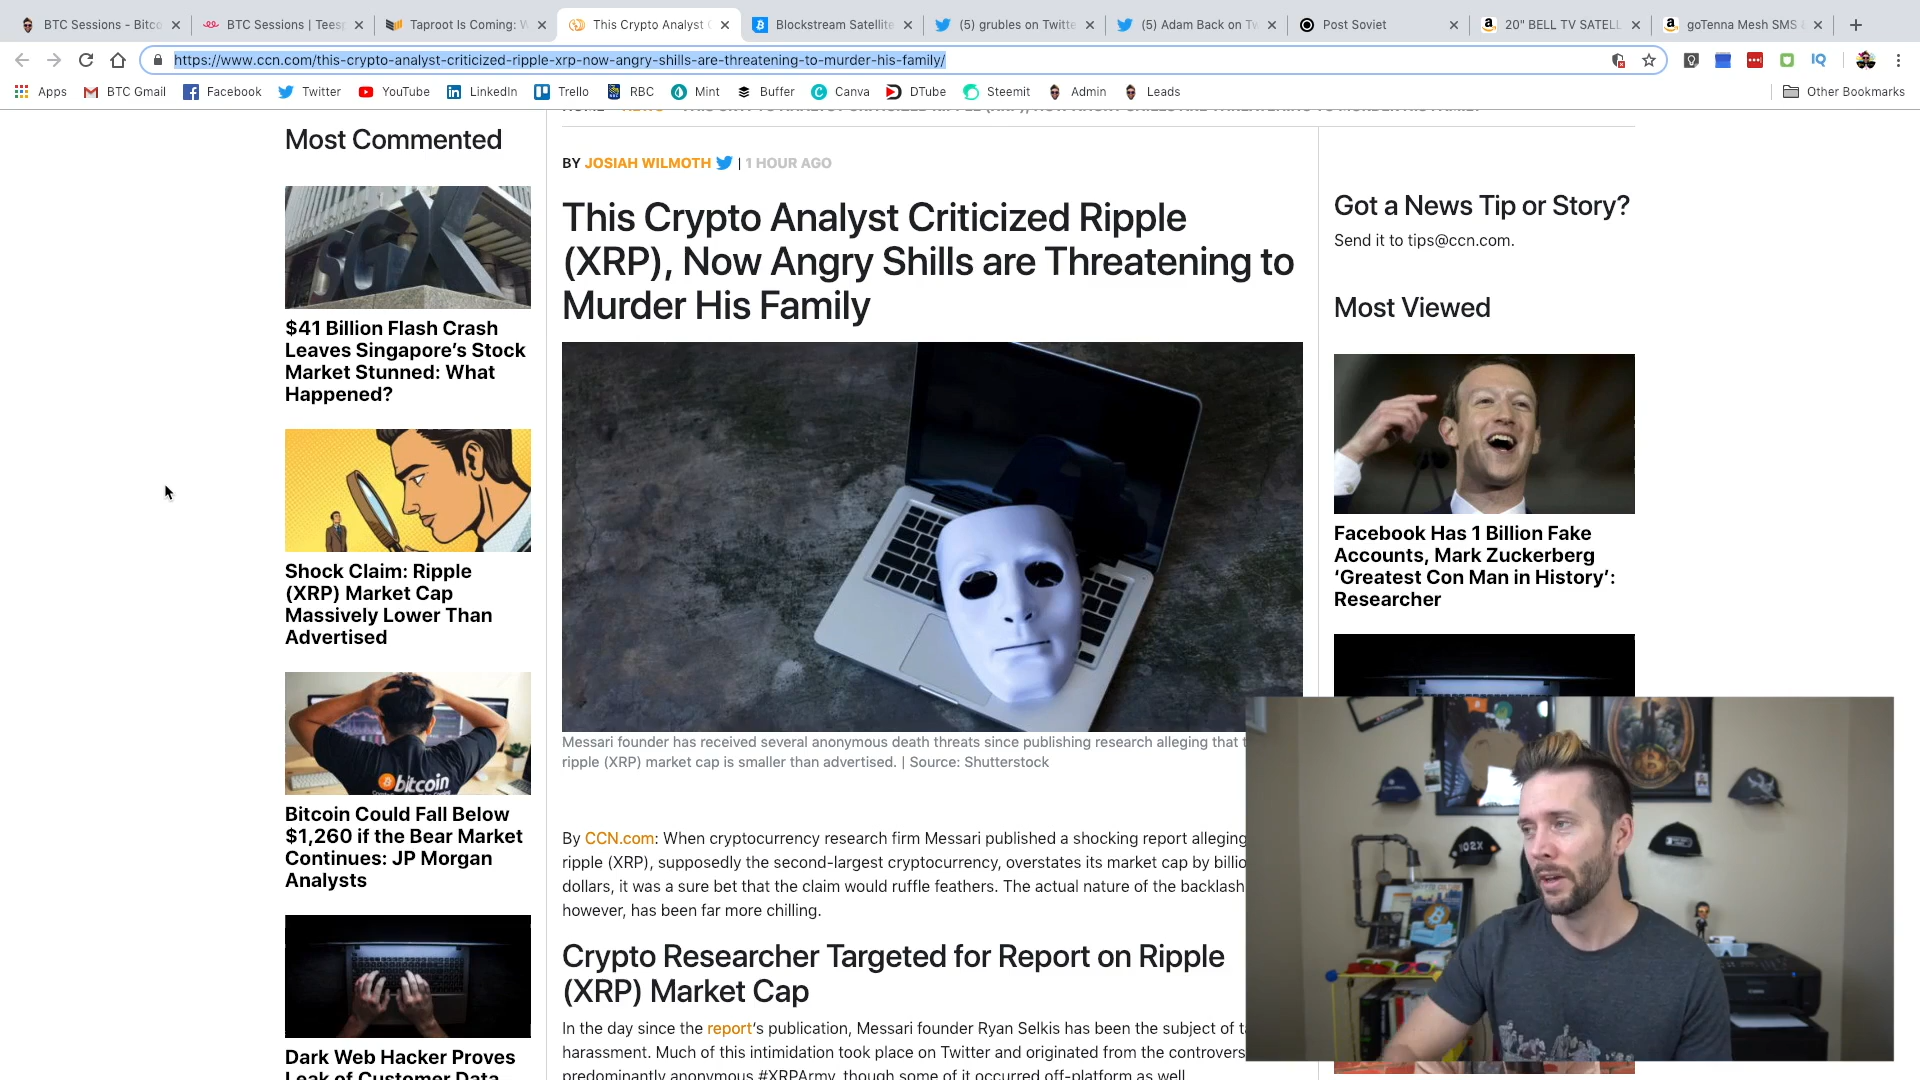 BTC Sessions - Bitco
BTC Sessions | Teesp
Taproot Is Coming: W
This Crypto Analyst C
Blockstream Satellite
(5) grubles on Twitte
(5) Adam Back on Tw
Post Soviet
20" BELL TV SATELL
goTenna Mesh SMS &
https://www.ccn.com/this-crypto-analyst-criticized-ripple-xrp-now-angry-shills-are-threatening-to-murder-his-family/
Apps
BTC Gmail
Facebook
Twitter
YouTube
LinkedIn
Trello
RBC
Mint
Buffer
Canva
DTube
Steemit
Admin
Leads
Other Bookmarks
Most Commented
SGX
$41 Billion Flash Crash
Leaves Singapore's Stock
Market Stunned: What
Happened?
Shock Claim: Ripple
(XRP) Market Cap
Massively Lower Than
Advertised
bitcoin
Bitcoin Could Fall Below
$1,260 if the Bear Market
Continues: JP Morgan
Analysts
Dark Web Hacker Proves
Leak of Customer Data
BY JOSIAH WILMOTH | 1 HOUR AGO
This Crypto Analyst Criticized Ripple
(XRP), Now Angry Shills are Threatening to
Murder His Family
Messari founder has received several anonymous death threats since publishing research alleging that
ripple (XRP) market cap is smaller than advertised. | Source: Shutterstock
By CCN.com: When cryptocurrency research firm Messari published a shocking report alleging
ripple (XRP), supposedly the second-largest cryptocurrency, overstates its market cap by billio
dollars, it was a sure bet that the claim would ruffle feathers. The actual nature of the backlash
however, has been far more chilling.
Crypto Researcher Targeted for Report on Ripple
(XRP) Market Cap
In the day since the report's publication, Messari founder Ryan Selkis has been the subject of t
harassment. Much of this intimidation took place on Twitter and originated from the controvers
predominantly anonymous #XRPArmy, though some of it occurred off-platform as well.
Got a News Tip or Story?
Send it to tips@ccn.com.
Most Viewed
Facebook Has 1 Billion Fake
Accounts, Mark Zuckerberg
'Greatest Con Man in History':
Researcher